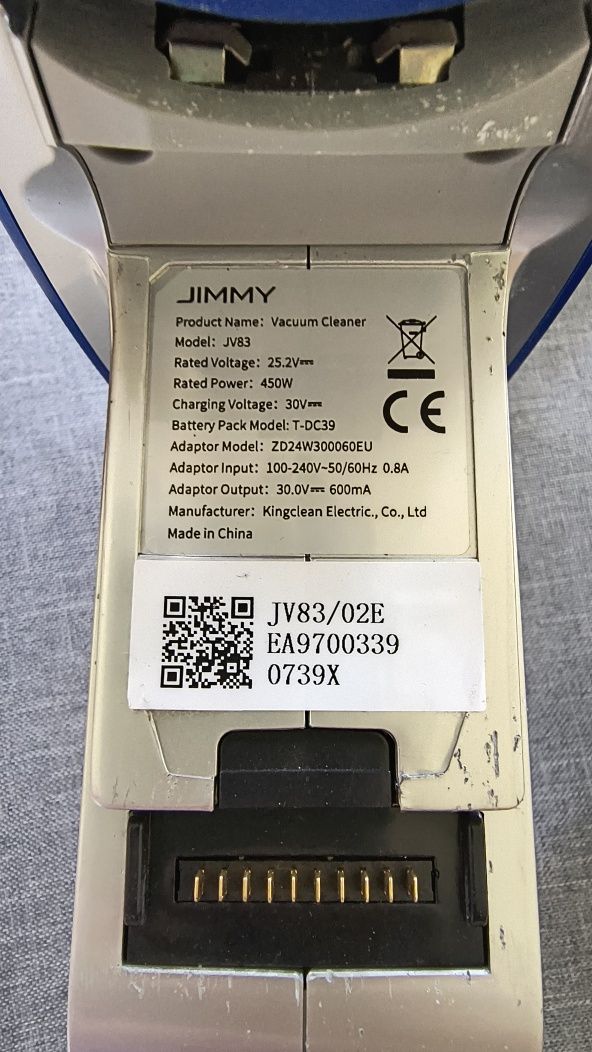 JIMMY
Product Name: Vacuum Cleaner
Model: JV83
Rated Voltage: 25.2V⎓
Rated Power: 450W
Charging Voltage: 30V⎓
Battery Pack Model: T-DC39
Adaptor Model: ZD24W300060EU
Adaptor Input: 100-240V~50/60Hz 0.8A
Adaptor Output: 30.0V⎓ 600mA
Manufacturer: Kingclean Electric., Co., Ltd
Made in China
CE
JV83/02E
EA9700339
0739X